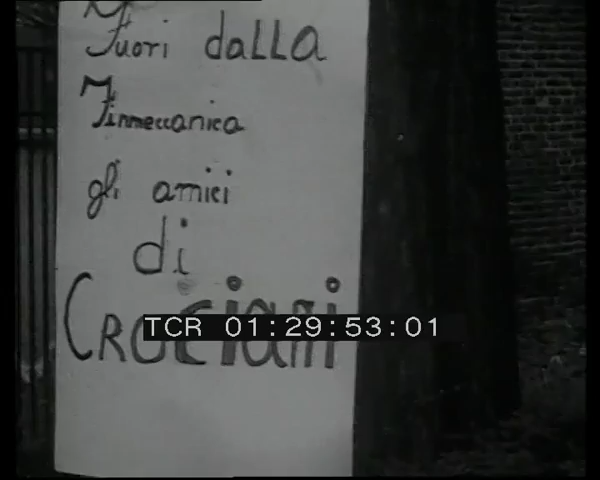 Fuori dalla
Finmeccanica
gli amici
di
Crociani
TCR 01:29:53:01